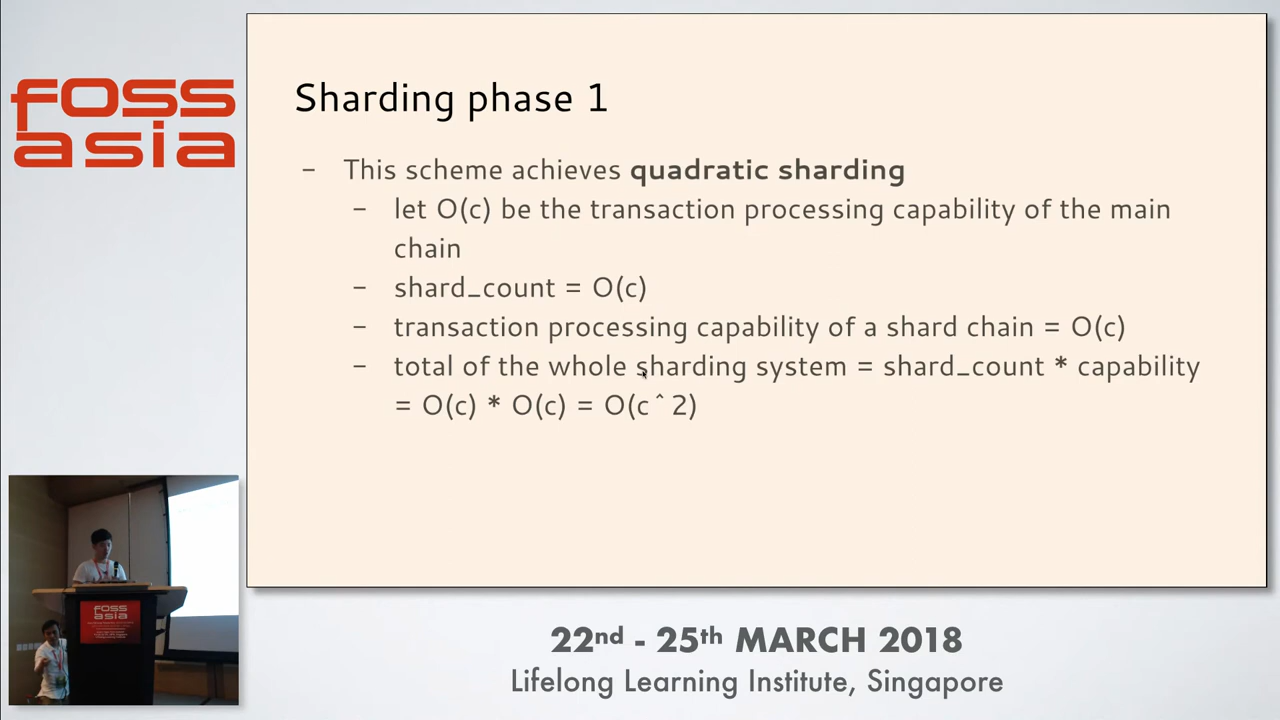 foss
asia
Sharding phase 1
- This scheme achieves quadratic sharding
- let O(c) be the transaction processing capability of the main
chain
- shard_count = O(c)
- transaction processing capability of a shard chain = O(c)
- total of the whole sharding system = shard_count * capability
= O(c) * O(c) = O(c^2)
foss
asia
22nd - 25th MARCH 2018
Lifelong Learning Institute, Singapore